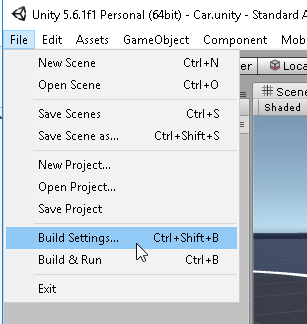 Unity 5.6.1f1 Personal (64bit) - Car.unity - Standard A
File Edit Assets GameObject Component Mob
New Scene Ctrl+N
Open Scene Ctrl+O
Save Scenes Ctrl+S
Save Scene as... Ctrl+Shift+S
New Project...
Open Project...
Save Project
Build Settings... Ctrl+Shift+B
Build & Run Ctrl+B
Exit
er Loca
Scene
Shaded